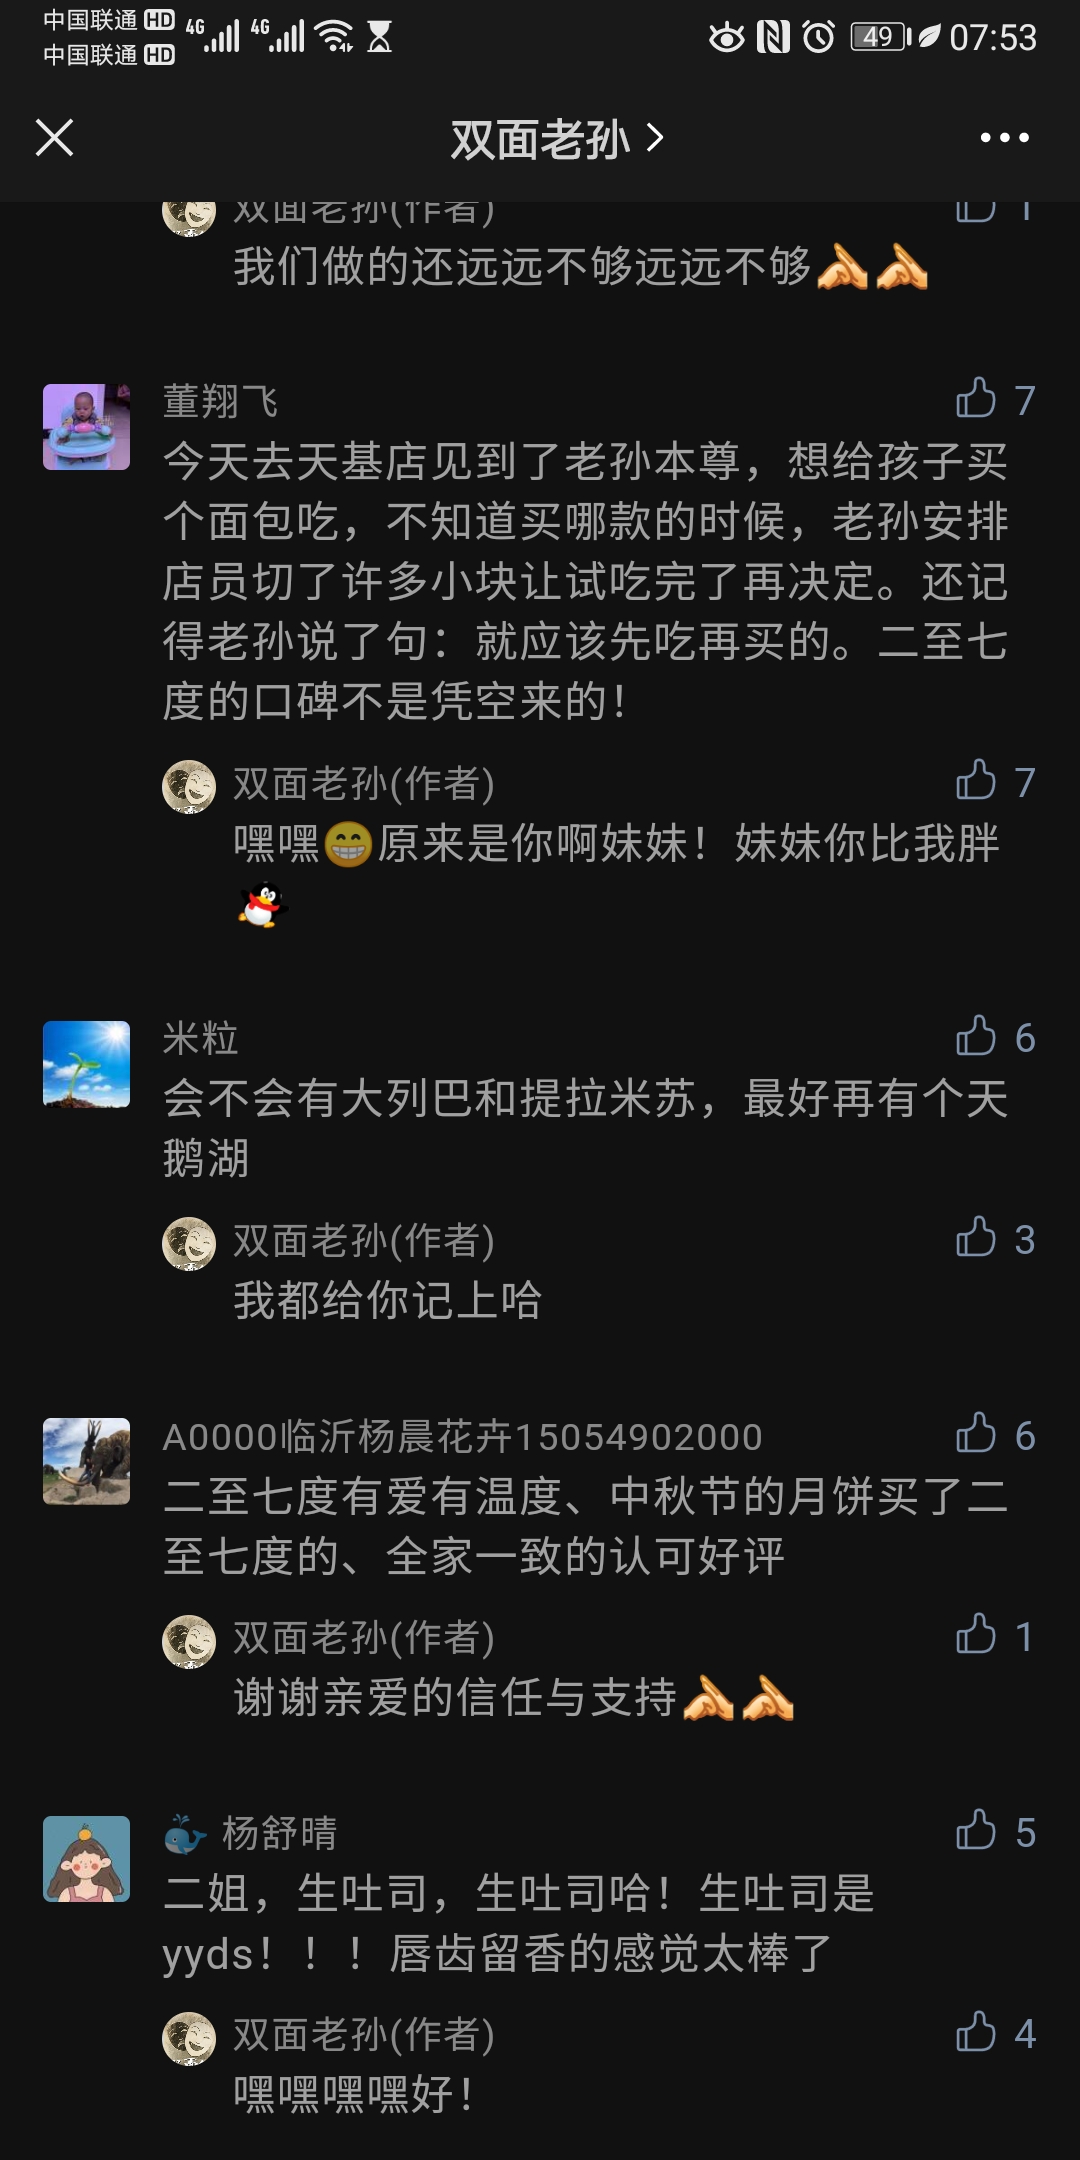 中国联通 HD 4G 4G 49 07:53
中国联通 HD
双面老孙
双面老孙(作者) 1
我们做的还远远不够远远不够
董翔飞 7
今天去天基店见到了老孙本尊，想给孩子买
个面包吃，不知道买哪款的时候，老孙安排
店员切了许多小块让试吃完了再决定。还记
得老孙说了句：就应该先吃再买的。二至七
度的口碑不是凭空来的！
双面老孙(作者) 7
嘿嘿😁原来是你啊妹妹！妹妹你比我胖
米粒 6
会不会有大列巴和提拉米苏，最好再有个天
鹅湖
双面老孙(作者) 3
我都给你记上哈
A0000临沂杨晨花卉15054902000 6
二至七度有爱有温度、中秋节的月饼买了二
至七度的、全家一致的认可好评
双面老孙(作者) 1
谢谢亲爱的信任与支持
🐳 杨舒晴 5
二姐，生吐司，生吐司哈！生吐司是
yyds！！！唇齿留香的感觉太棒了
双面老孙(作者) 4
嘿嘿嘿嘿好！